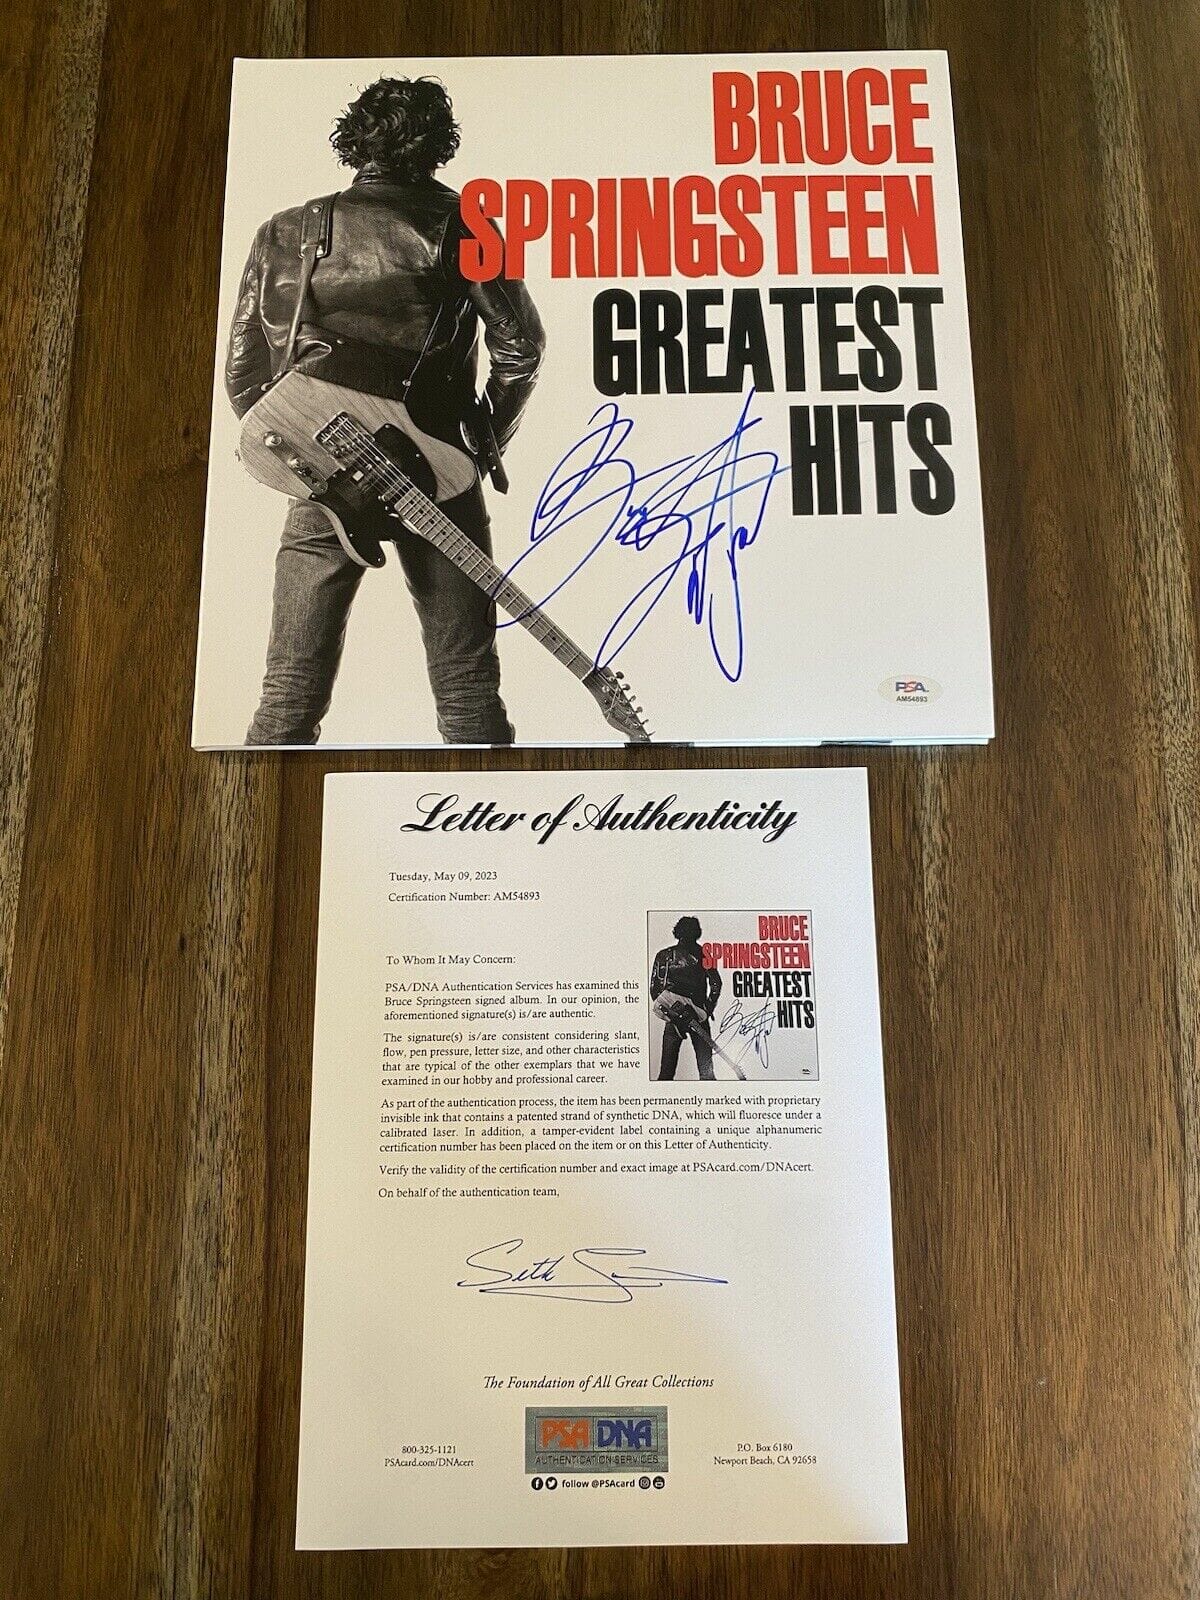 BRUCE
SPRINGSTEEN
GREATEST
HITS
PSA
AM54893
Letter of Authenticity
Tuesday, May 09, 2023
Certification Number: AM54893
BRUCE
SPRINGSTEEN
GREATEST
HITS
To Whom It May Concern:
PSA/DNA Authentication Services has examined this
Bruce Springsteen signed album. In our opinion, the
aforementioned signature(s) is/are authentic.
The signature(s) is/are consistent considering slant,
flow, pen pressure, letter size, and other characteristics
that are typical of the other exemplars that we have
examined in our hobby and professional career.
As part of the authentication process, the item has been permanently marked with proprietary
invisible ink that contains a patented strand of synthetic DNA, which will fluoresce under a
calibrated laser. In addition, a tamper-evident label containing a unique alphanumeric
certification number has been placed on the item or on this Letter of Authenticity.
Verify the validity of the certification number and exact image at PSAcard.com/DNAcert.
On behalf of the authentication team,
Seth
The Foundation of All Great Collections
PSA DNA
AUTHENTICATION SERVICES
800-325-1121
PSAcard.com/DNAcert
P.O. Box 6180
Newport Beach, CA 92658
follow @PSAcard